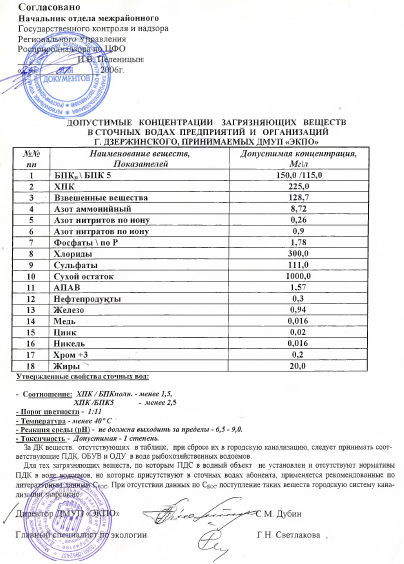 Согласовано
Начальник отдела межрайонного
Государственного контроля и надзора
Регионального Управления
Росприроднадзора по ЦФО
И.В. Пеленицын
2006г.
ДОКУМЕНТОВ
ДОПУСТИМЫЕ КОНЦЕНТРАЦИИ ЗАГРЯЗНЯЮЩИХ ВЕЩЕСТВ
В СТОЧНЫХ ВОДАХ ПРЕДПРИЯТИЙ И ОРГАНИЗАЦИЙ
Г. ДЗЕРЖИНСКОГО, ПРИНИМАЕМЫХ ДМУП «ЭКПО»
№№ пп Наименование веществ, Показателей Допустимая концентрация, Мг\л
1 БПКп \ БПК 5 150,0 /115,0
2 ХПК 225,0
3 Взвешенные вещества 128,7
4 Азот аммонийный 8,72
5 Азот нитритов по иону 0,26
6 Азот нитратов по иону 0,9
7 Фосфаты \ по Р 1,78
8 Хлориды 300,0
9 Сульфаты 111,0
10 Сухой остаток 1000,0
11 АПАВ 1,57
12 Нефтепродукты 0,3
13 Железо 0,94
14 Медь 0,016
15 Цинк 0,02
16 Никель 0,016
17 Хром +3 0,2
18 Жиры 20,0
Утвержденные свойства сточных вод:
- Соотношение: ХПК / БПКполн. - менее 1,5,
ХПК /БПК5 - менее 2,5
- Порог цветности - 1:11
- Температура - менее 40°С
- Реакция среды (pH) - не должна выходить за пределы - 6,5 - 9,0.
- Токсичность - Допустимая - 1 степень.
За ДК веществ, отсутствующих в таблице, при сбросе их в городскую канализацию, следует принимать соот-
ветствующие ПДК, ОБУВ и ОДУ в воде рыбохозяйственных водоемов.
Для тех загрязняющих веществ, по которым ПДС в водный объект не установлен и отсутствуют нормативы
ПДК в воде водоемов, но которые присутствуют в сточных водах абонента, применяется рекомендованные по
литературным данным СБОС. При отсутствии данных по СБОС поступление таких веществ городскую систему кана-
лизации запрещено.
Директор ДМУП «ЭКПО» С.М. Дубин
Главный специалист по экологии Г.Н Светлакова